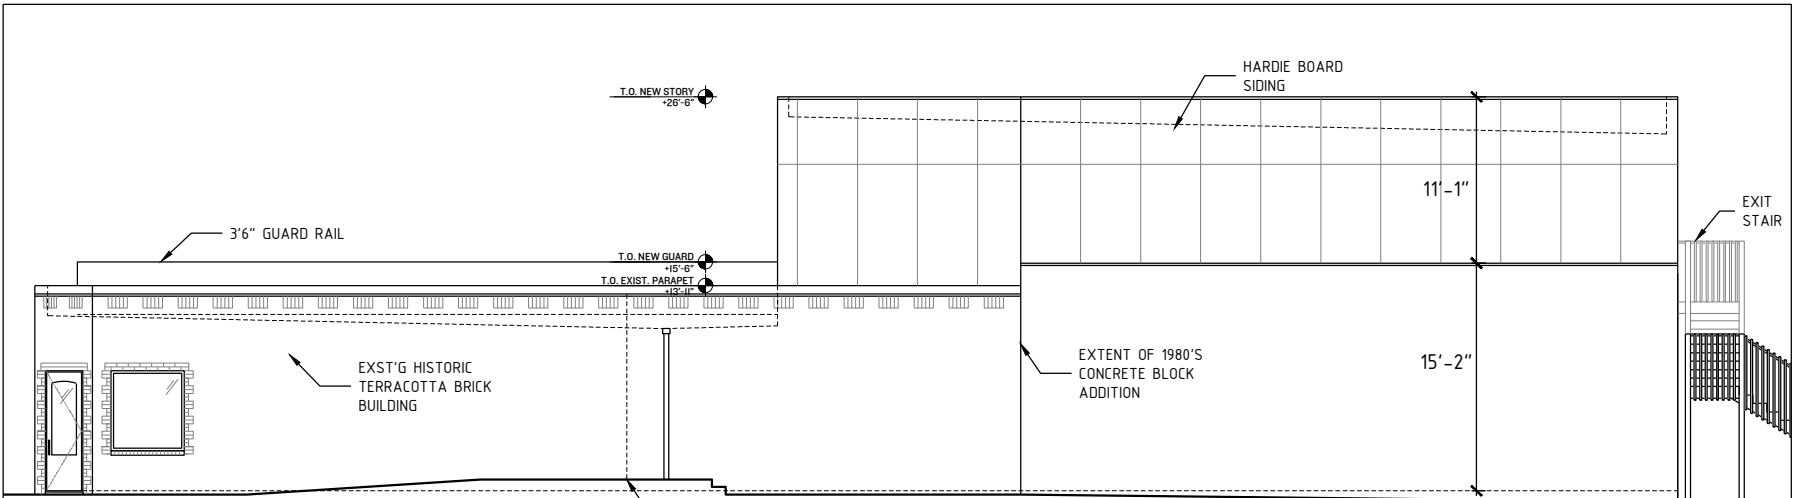 HARDIE BOARD
SIDING
T.O. NEW STORY
+26'-6"
11'-1"
EXIT
STAIR
3'6" GUARD RAIL
T.O. NEW GUARD
+15'-6"
T.O. EXIST. PARAPET
+13'-11"
EXST'G HISTORIC
TERRACOTTA BRICK
BUILDING
EXTENT OF 1980'S
CONCRETE BLOCK
ADDITION
15'-2"